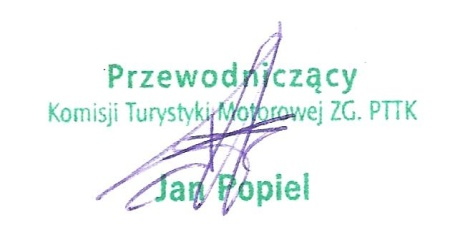 Przewodniczący
Komisji Turystyki Motorowej ZG. PTTK
Jan Popiel